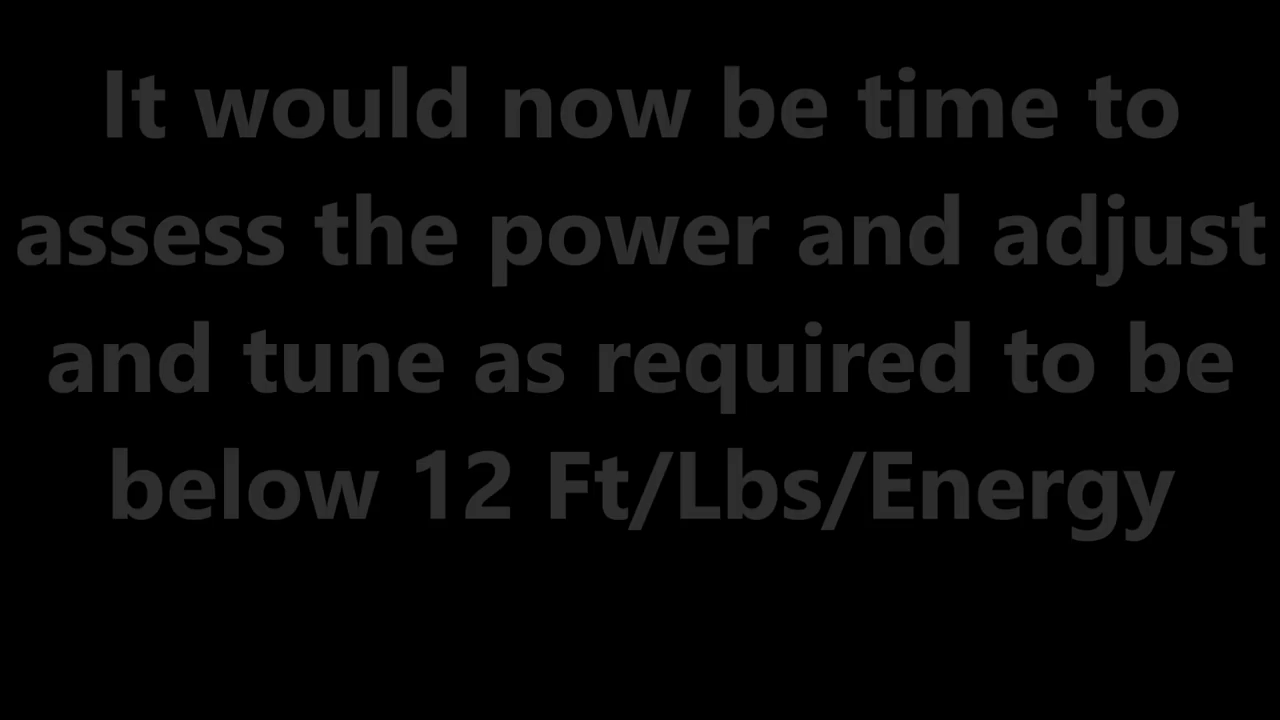 It would now be time to
assess the power and adjust
and tune as required to be
below 12 Ft/Lbs/Energy